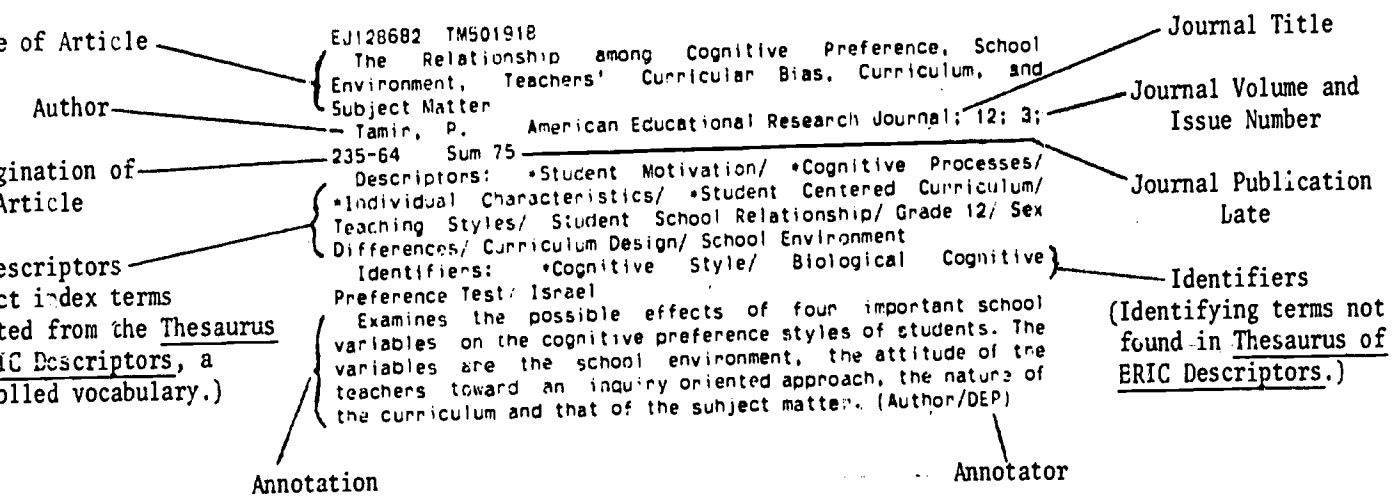 e of Article
Author
gination of
Article
escriptors
ct index terms
ted from the Thesaurus
IC Descriptors, a
olled vocabulary.)
EJ128682 TM501918
The Relationship among Cognitive Preference, School
Environment, Teachers' Curricular Bias, Curriculum, and
Subject Matter
Tamir, P. American Educational Research Journal; 12; 3;
235-64 Sum 75
Descriptors: *Student Motivation/ *Cognitive Processes/
*Individual Characteristics/ *Student Centered Curriculum/
Teaching Styles/ Student School Relationship/ Grade 12/ Sex
Differences/ Curriculum Design/ School Environment
Identifiers: *Cognitive Style/ Biological Cognitive
Preference Test/ Israel
Examines the possible effects of four important school
variables on the cognitive preference styles of students. The
variables are the school environment, the attitude of the
teachers toward an inquiry oriented approach, the nature of
the curriculum and that of the subject matter. (Author/DEP)
Journal Title
Journal Volume and
Issue Number
Journal Publication
Late
Identifiers
(Identifying terms not
found in Thesaurus of
ERIC Descriptors.)
Annotation
Annotator